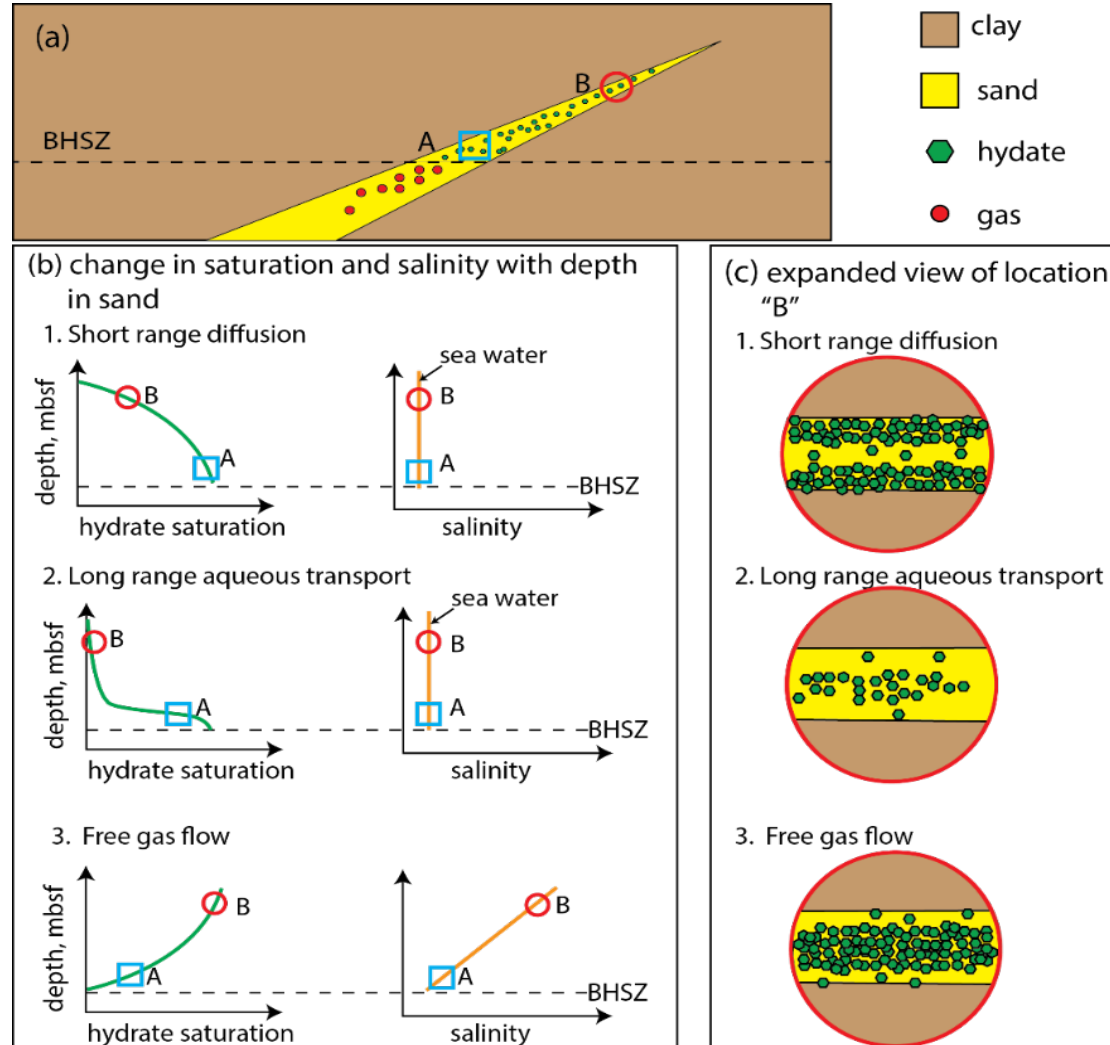 (a)
B
A
BHSZ
clay
sand
hydate
gas
(b) change in saturation and salinity with depth
in sand
1. Short range diffusion
depth, mbsf
B
A
hydrate saturation
sea water
B
A
BHSZ
salinity
2. Long range aqueous transport
depth, mbsf
B
A
hydrate saturation
sea water
B
A
BHSZ
salinity
3. Free gas flow
depth, mbsf
B
A
hydrate saturation
B
A
BHSZ
salinity
(c) expanded view of location
"B"
1. Short range diffusion
2. Long range aqueous transport
3. Free gas flow